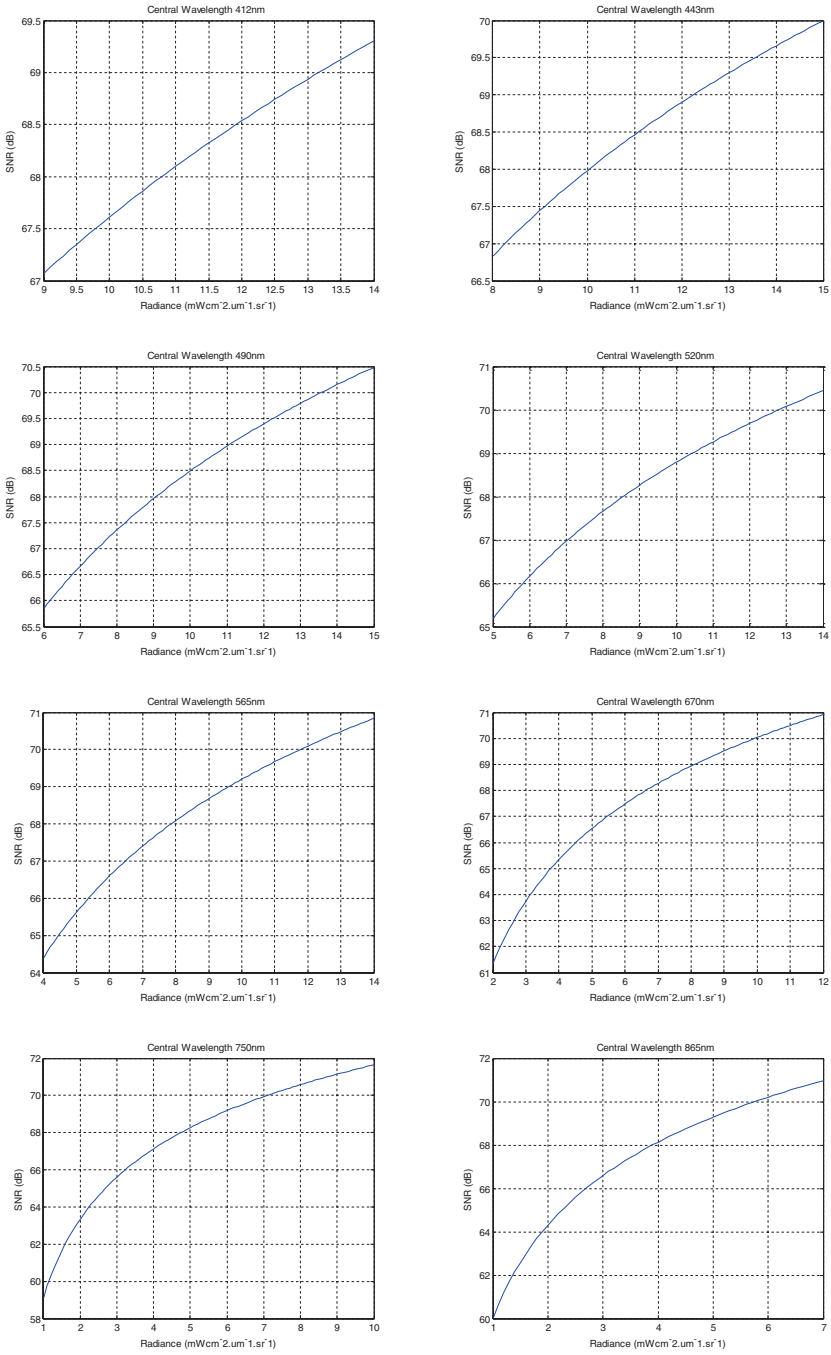 Central Wavelength 412nm
69.5
69
68.5
68
67.5
67
SNR (dB)
9 9.5 10 10.5 11 11.5 12 12.5 13 13.5 14
Radiance (mWcm-2.um-1.sr-1)
Central Wavelength 443nm
70
69.5
69
68.5
68
67.5
67
66.5
SNR (dB)
8 9 10 11 12 13 14 15
Radiance (mWcm-2.um-1.sr-1)
Central Wavelength 490nm
70.5
70
69.5
69
68.5
68
67.5
67
66.5
66
65.5
SNR (dB)
6 7 8 9 10 11 12 13 14 15
Radiance (mWcm-2.um-1.sr-1)
Central Wavelength 520nm
71
70
69
68
67
66
65
SNR (dB)
5 6 7 8 9 10 11 12 13 14
Radiance (mWcm-2.um-1.sr-1)
Central Wavelength 565nm
71
70
69
68
67
66
65
64
SNR (dB)
4 5 6 7 8 9 10 11 12 13 14
Radiance (mWcm-2.um-1.sr-1)
Central Wavelength 670nm
71
70
69
68
67
66
65
64
63
62
61
SNR (dB)
2 3 4 5 6 7 8 9 10 11 12
Radiance (mWcm-2.um-1.sr-1)
Central Wavelength 750nm
72
70
68
66
64
62
60
58
SNR (dB)
1 2 3 4 5 6 7 8 9 10
Radiance (mWcm-2.um-1.sr-1)
Central Wavelength 865nm
72
70
68
66
64
62
60
SNR (dB)
1 2 3 4 5 6 7
Radiance (mWcm-2.um-1.sr-1)